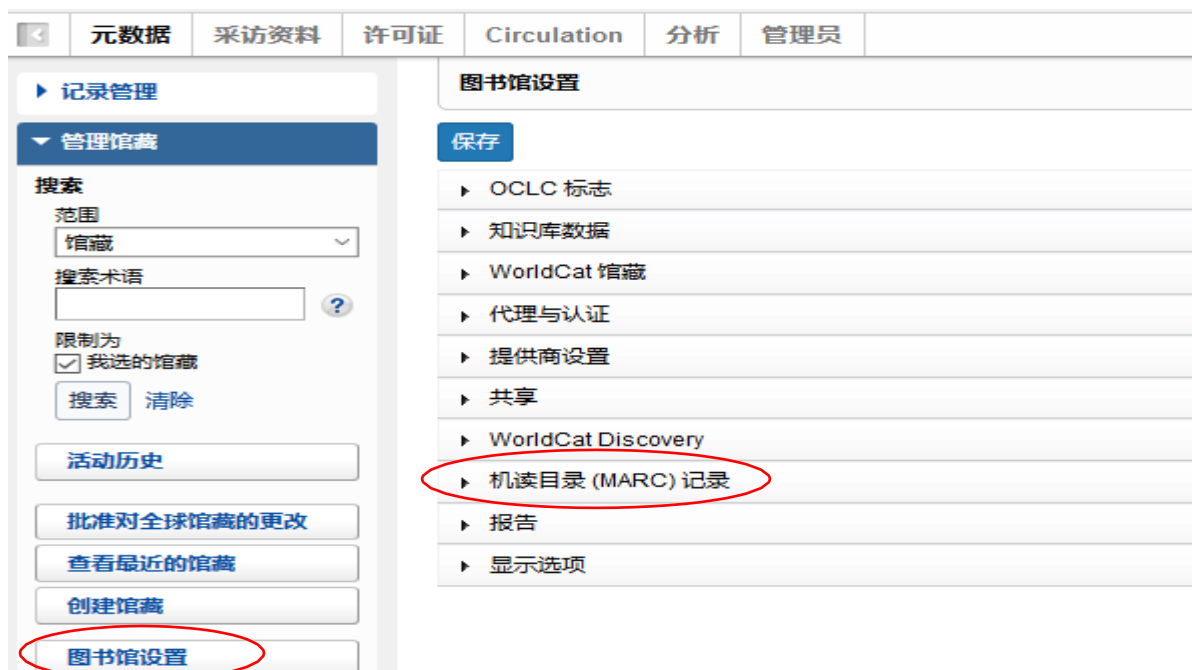 元数据 采访资料 许可证 Circulation 分析 管理员
记录管理
管理馆藏
搜索
范围
馆藏
搜索术语
?
限制为
我选的馆藏
搜索 清除
活动历史
批准对全球馆藏的更改
查看最近的馆藏
创建馆藏
图书馆设置
图书馆设置
保存
OCLC 标志
知识库数据
WorldCat 馆藏
代理与认证
提供商设置
共享
WorldCat Discovery
机读目录 (MARC) 记录
报告
显示选项